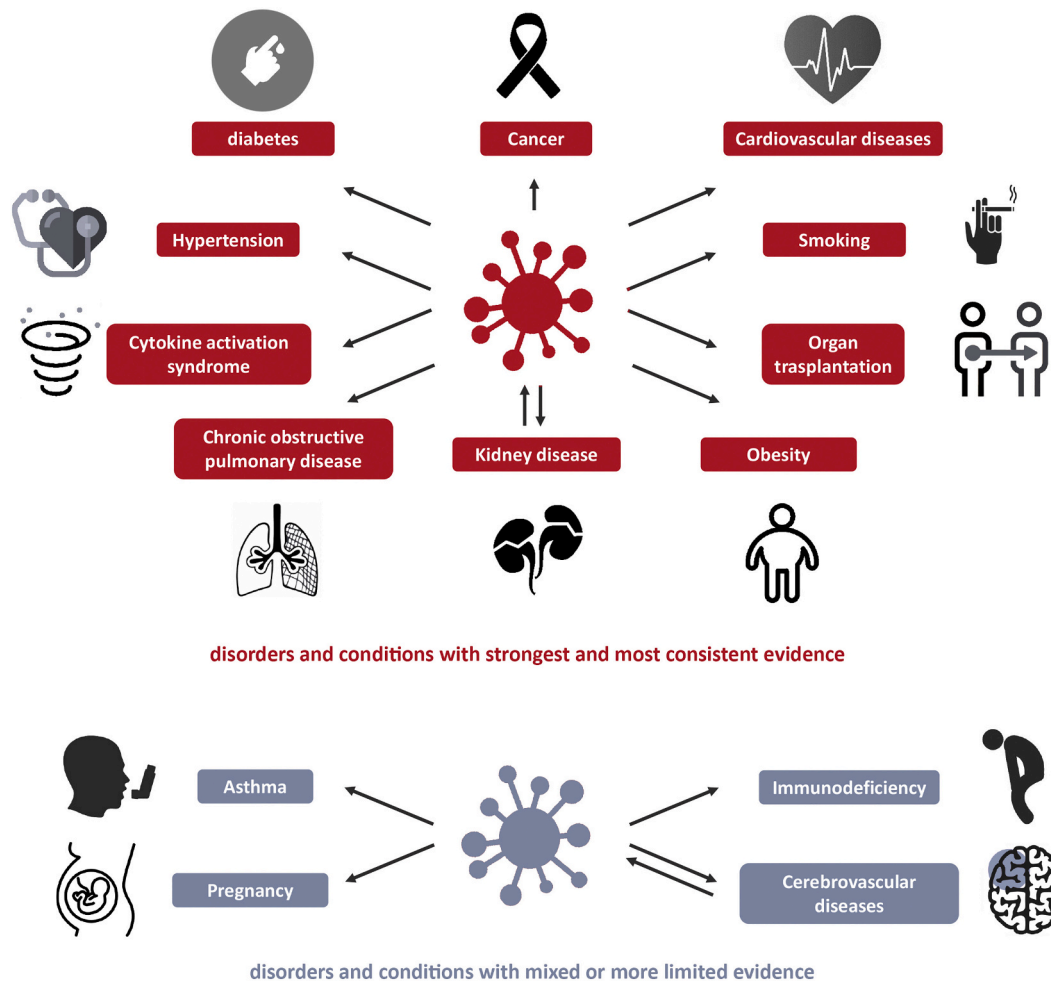 diabetes
Cancer
Cardiovascular diseases
Hypertension
Smoking
Cytokine activation
syndrome
Organ
trasplantation
Chronic obstructive
pulmonary disease
Kidney disease
Obesity
disorders and conditions with strongest and most consistent evidence
Asthma
Immunodeficiency
Pregnancy
Cerebrovascular
diseases
disorders and conditions with mixed or more limited evidence